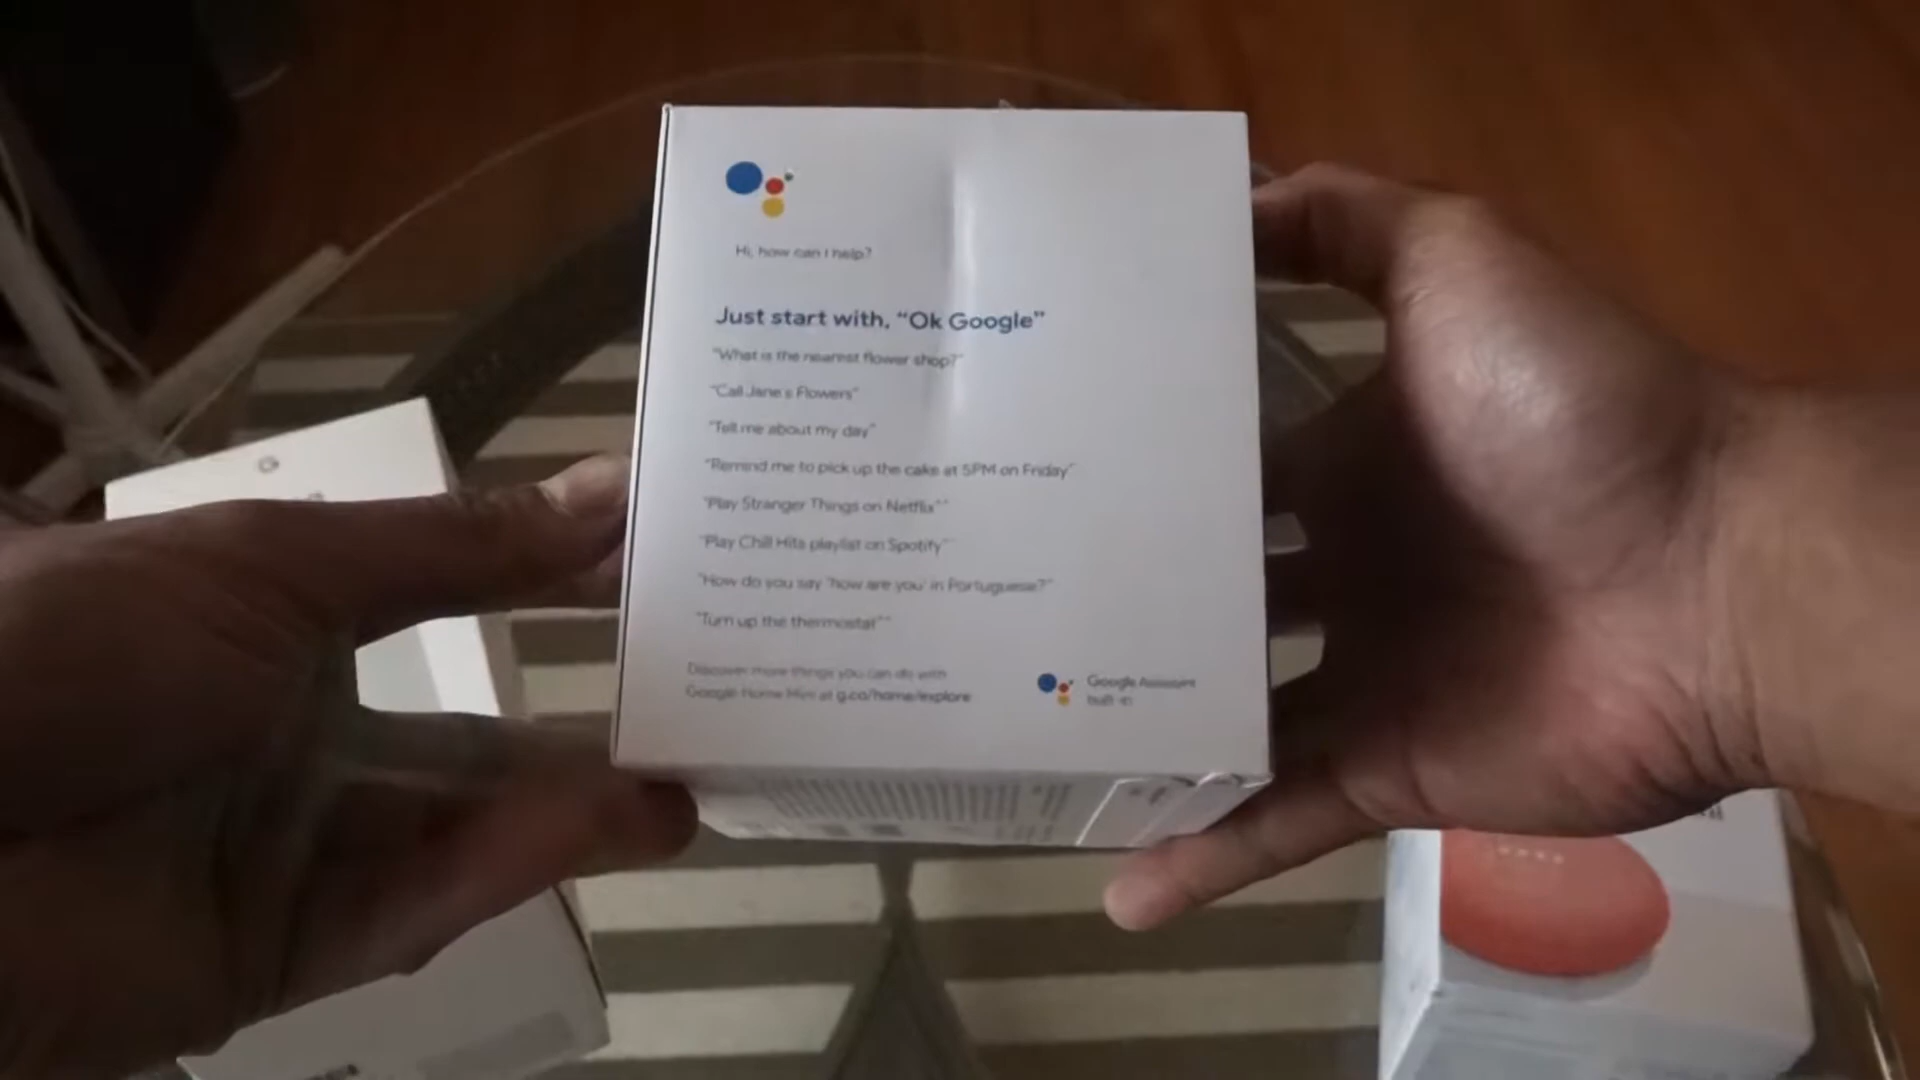 Hi, how can I help?
Just start with, “Ok Google”
“What is the nearest flower shop?”
“Call Jane's Flowers”
“Tell me about my day”
“Remind me to pick up the cake at 5PM on Friday”
“Play Stranger Things on Netflix”*
“Play Chill Hits playlist on Spotify”
“How do you say ‘how are you’ in Portuguese?”
“Turn up the thermostat”*
Discover more things you can do with
Google Home Mini at g.co/home/explore
Google Assistant
built-in